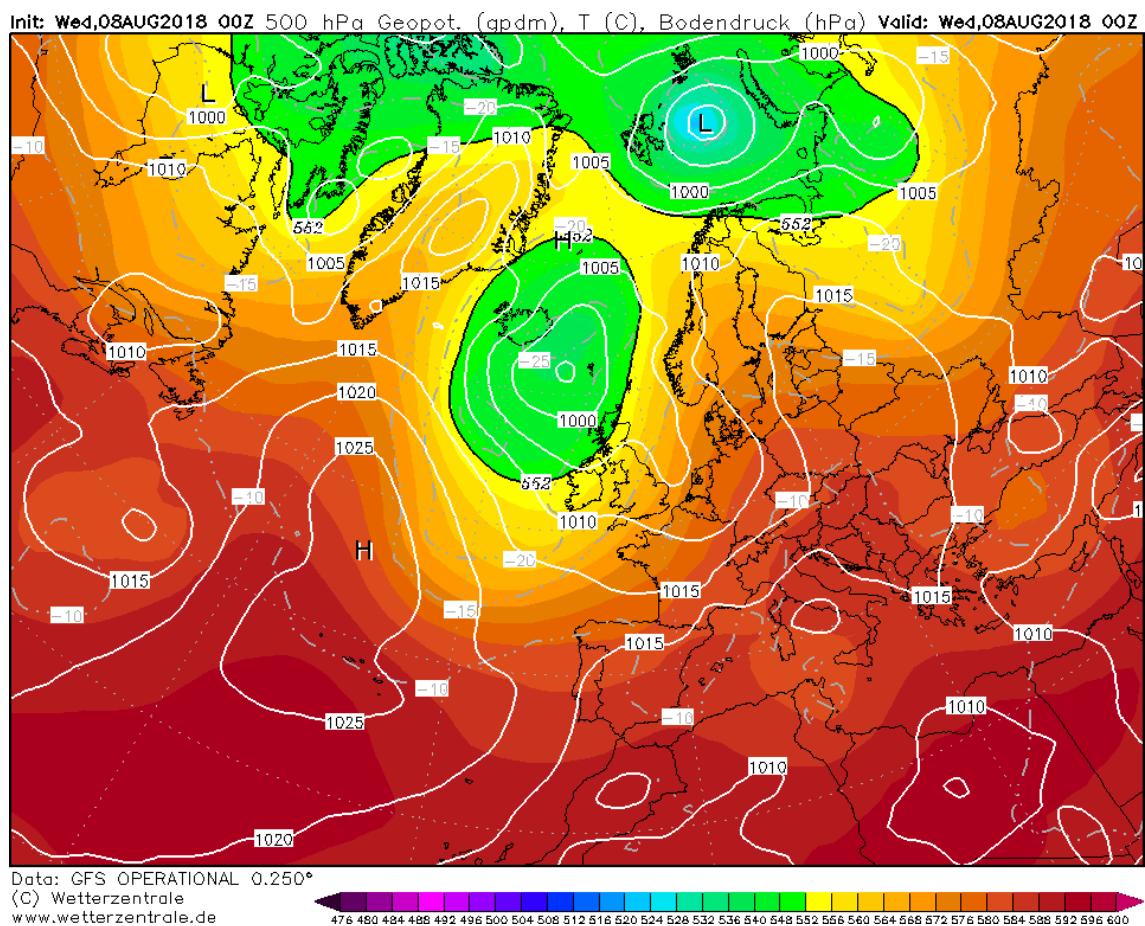 Init: Wed,08AUG2018 00Z 500 hPa Geopot. (gpdm), T (C), Bodendruck (hPa) Valid: Wed,08AUG2018 00Z
1000 -15
L
1000 -20 L
-10 1010 -15 1010
1010 1005
1000 1005
552 -20 552
H -20
1005 1010 1005
-15 1015 1015
1010 1015 -25 -15
1020 1010
1000 -10
1025
-10 552 -10 -10
1010
H
-20
1015 1015 1015
-10 -15
1015 1010
-10
1025 -10 1010
1010
1020
Data: GFS OPERATIONAL 0.250°
(C) Wetterzentrale
www.wetterzentrale.de
476 480 484 488 492 496 500 504 508 512 516 520 524 528 532 536 540 548 552 556 560 564 568 572 576 580 584 588 592 596 600